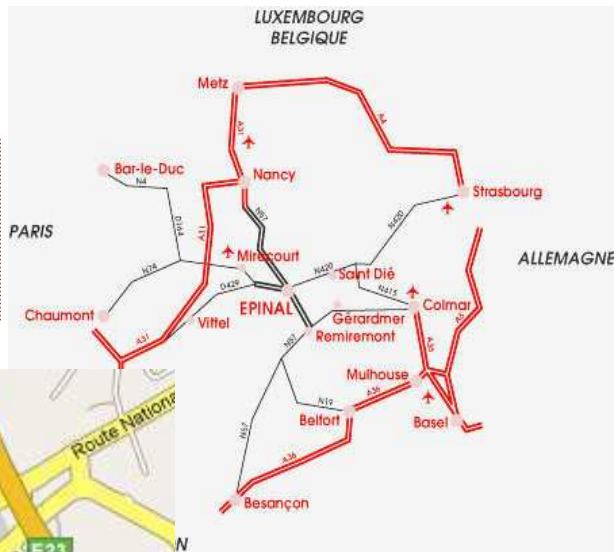 LUXEMBOURG
BELGIQUE
Metz
A31
A4
Bar-le-Duc
N4
Nancy
Strasbourg
N57
N420
D164
A31
PARIS
ALLEMAGNE
Mirecourt
N74
N420
Saint Dié
D429
N415
A5
EPINAL
Colmar
Chaumont
Gérardmer
Vittel
Remiremont
A31
N57
A35
Mulhouse
A36
N19
Belfort
Basel
Route Nationa
N57
A36
Besançon
E23
N